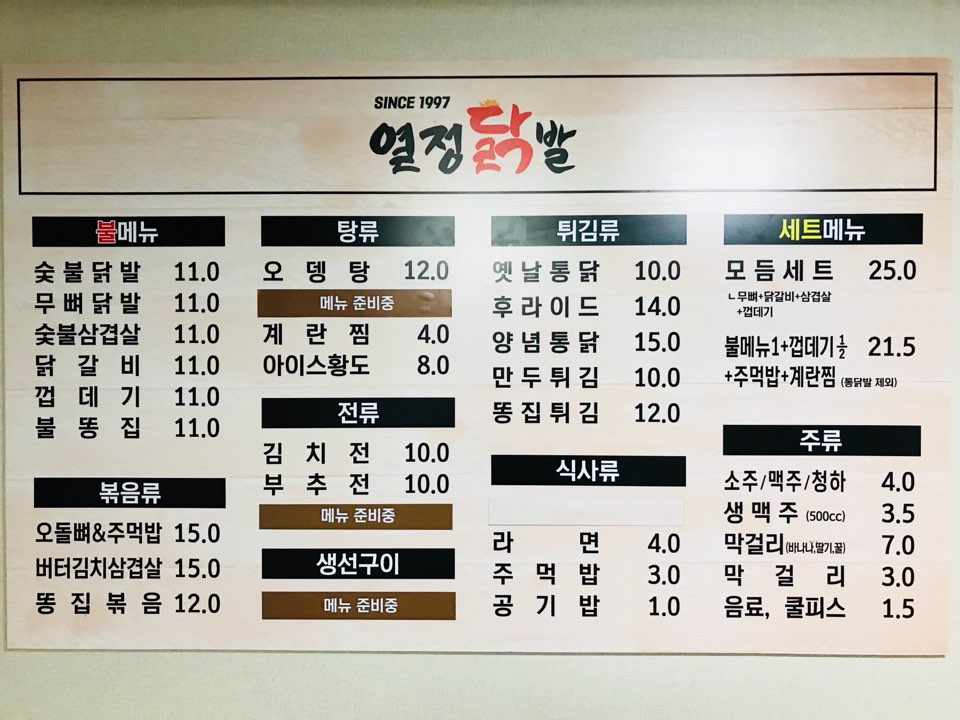 SINCE 1997
열정닭발
불메뉴
숯불닭발 11.0
무뼈닭발 11.0
숯불삼겹살 11.0
닭갈비 11.0
껍데기 11.0
불똥집 11.0
볶음류
오돌뼈&주먹밥 15.0
버터김치삼겹살 15.0
똥집볶음 12.0
탕류
오뎅탕 12.0
메뉴 준비중
계란찜 4.0
아이스황도 8.0
전류
김치전 10.0
부추전 10.0
메뉴 준비중
생선구이
메뉴 준비중
튀김류
옛날통닭 10.0
후라이드 14.0
양념통닭 15.0
만두튀김 10.0
똥집튀김 12.0
식사류
라면 4.0
주먹밥 3.0
공기밥 1.0
세트메뉴
모듬세트 25.0
ㄴ무뼈+닭갈비+삼겹살
+껍데기
불메뉴1+껍데기½ 21.5
+주먹밥+계란찜 (통닭발 제외)
주류
소주/맥주/청하 4.0
생맥주 (500cc) 3.5
막걸리(바나나,딸기,꿀) 7.0
막걸리 3.0
음료, 쿨피스 1.5